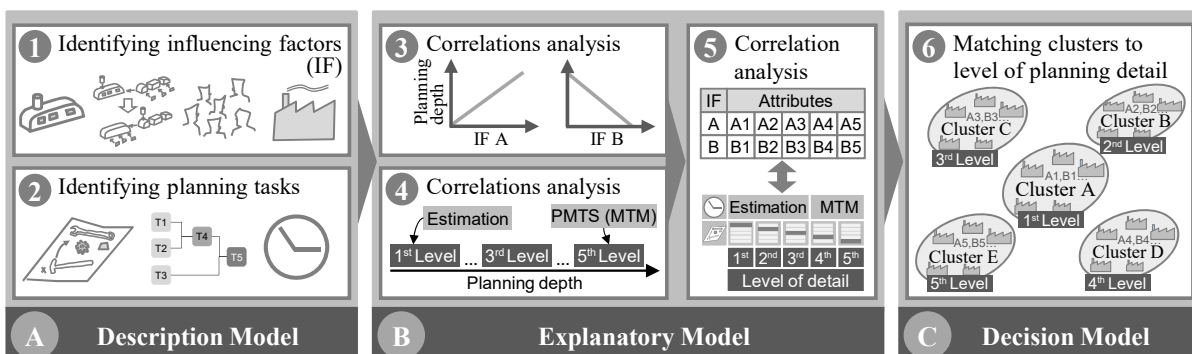 1 Identifying influencing factors
(IF)
2 Identifying planning tasks
T1
T2
T3
T4
T5
A Description Model
3 Correlations analysis
Planning
depth
IF A
IF B
4 Correlations analysis
Estimation
PMTS (MTM)
1st Level ... 3rd Level ... 5th Level
Planning depth
5 Correlation
analysis
IF Attributes
A A1 A2 A3 A4 A5
B B1 B2 B3 B4 B5
Estimation MTM
1st 2nd 3rd 4th 5th
Level of detail
B Explanatory Model
6 Matching clusters to
level of planning detail
A3,B3...
Cluster C
3rd Level
A2,B2...
Cluster B
2nd Level
A1,B1...
Cluster A
1st Level
A5, B5...
Cluster E
5th Level
A4, B4...
Cluster D
4th Level
C Decision Model